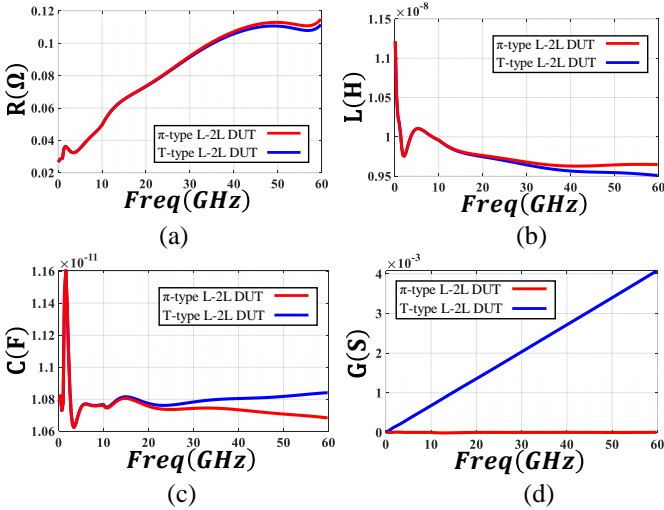 R(Ω)
0.12
0.1
0.08
0.06
0.04
0.02
π-type L-2L DUT
T-type L-2L DUT
0 10 20 30 40 50 60
Freq(GHz)
(a)
L(H)
×10⁻⁸
1.15
1.1
1.05
1
0.95
π-type L-2L DUT
T-type L-2L DUT
0 20 40 60
Freq(GHz)
(b)
C(F)
×10⁻¹¹
1.16
1.14
1.12
1.1
1.08
1.06
π-type L-2L DUT
T-type L-2L DUT
0 10 20 30 40 50 60
Freq(GHz)
(c)
G(S)
×10⁻³
4
3
2
1
0
π-type L-2L DUT
T-type L-2L DUT
0 10 20 30 40 50 60
Freq(GHz)
(d)